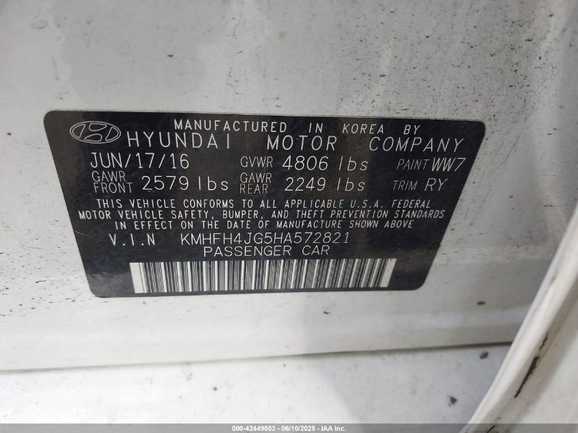 MANUFACTURED IN KOREA BY
HYUNDAI MOTOR COMPANY
JUN/17/16 GVWR 4806 lbs PAINT WW7
GAWR FRONT 2579 lbs GAWR REAR 2249 lbs TRIM RY
THIS VEHICLE CONFORMS TO ALL APPLICABLE U.S.A. FEDERAL
MOTOR VEHICLE SAFETY, BUMPER, AND THEFT PREVENTION STANDARDS
IN EFFECT ON THE DATE OF MANUFACTURE SHOWN ABOVE
V.I.N KMHFH4JG5HA572821
PASSENGER CAR
000-42449502 - 06/10/2025 - IAA Inc.